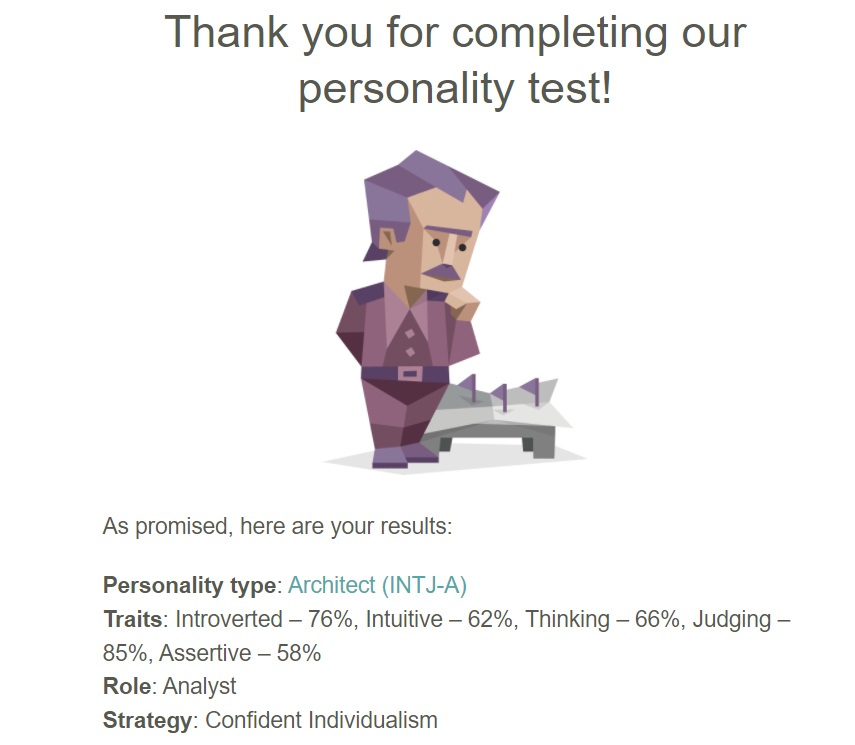 Thank you for completing our
personality test!
As promised, here are your results:
Personality type: Architect (INTJ-A)
Traits: Introverted – 76%, Intuitive – 62%, Thinking – 66%, Judging –
85%, Assertive – 58%
Role: Analyst
Strategy: Confident Individualism